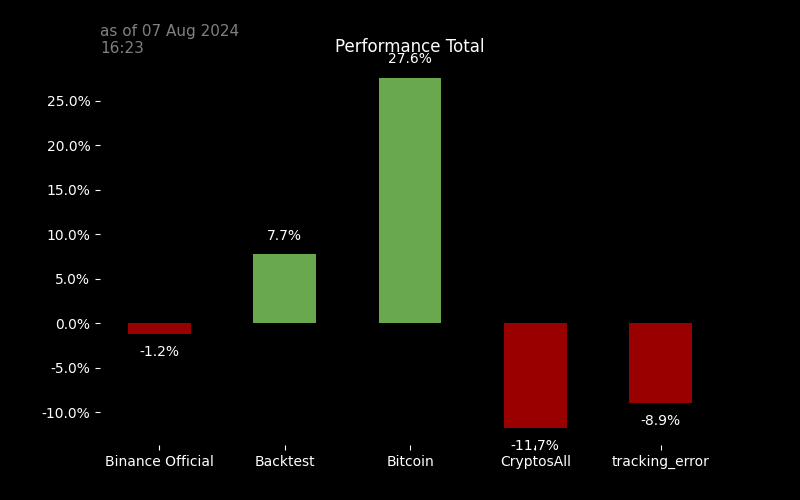 as of 07 Aug 2024
16:23
Performance Total
27.6%
25.0%
20.0%
15.0%
10.0%
7.7%
5.0%
0.0%
-1.2%
-5.0%
-10.0%
-8.9%
-11.7%
Binance Official
Backtest
Bitcoin
CryptosAll
tracking_error